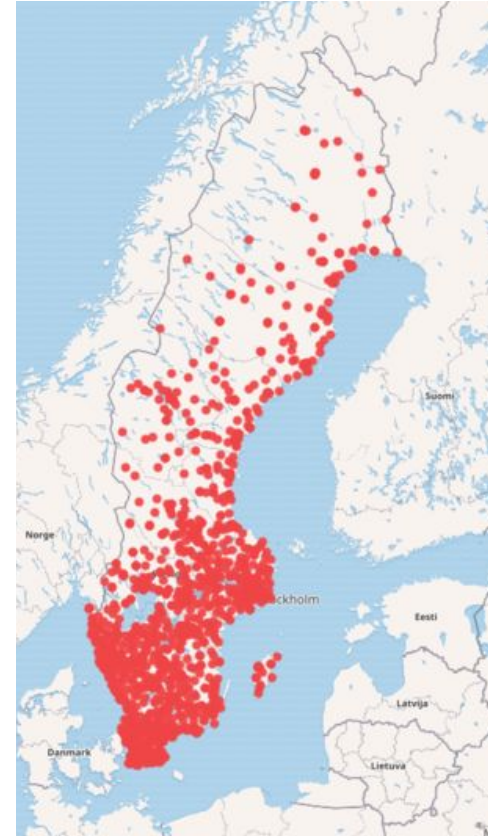 Suomi
Norge
ckholm
Eesti
Latvija
Danmark
Lietuva